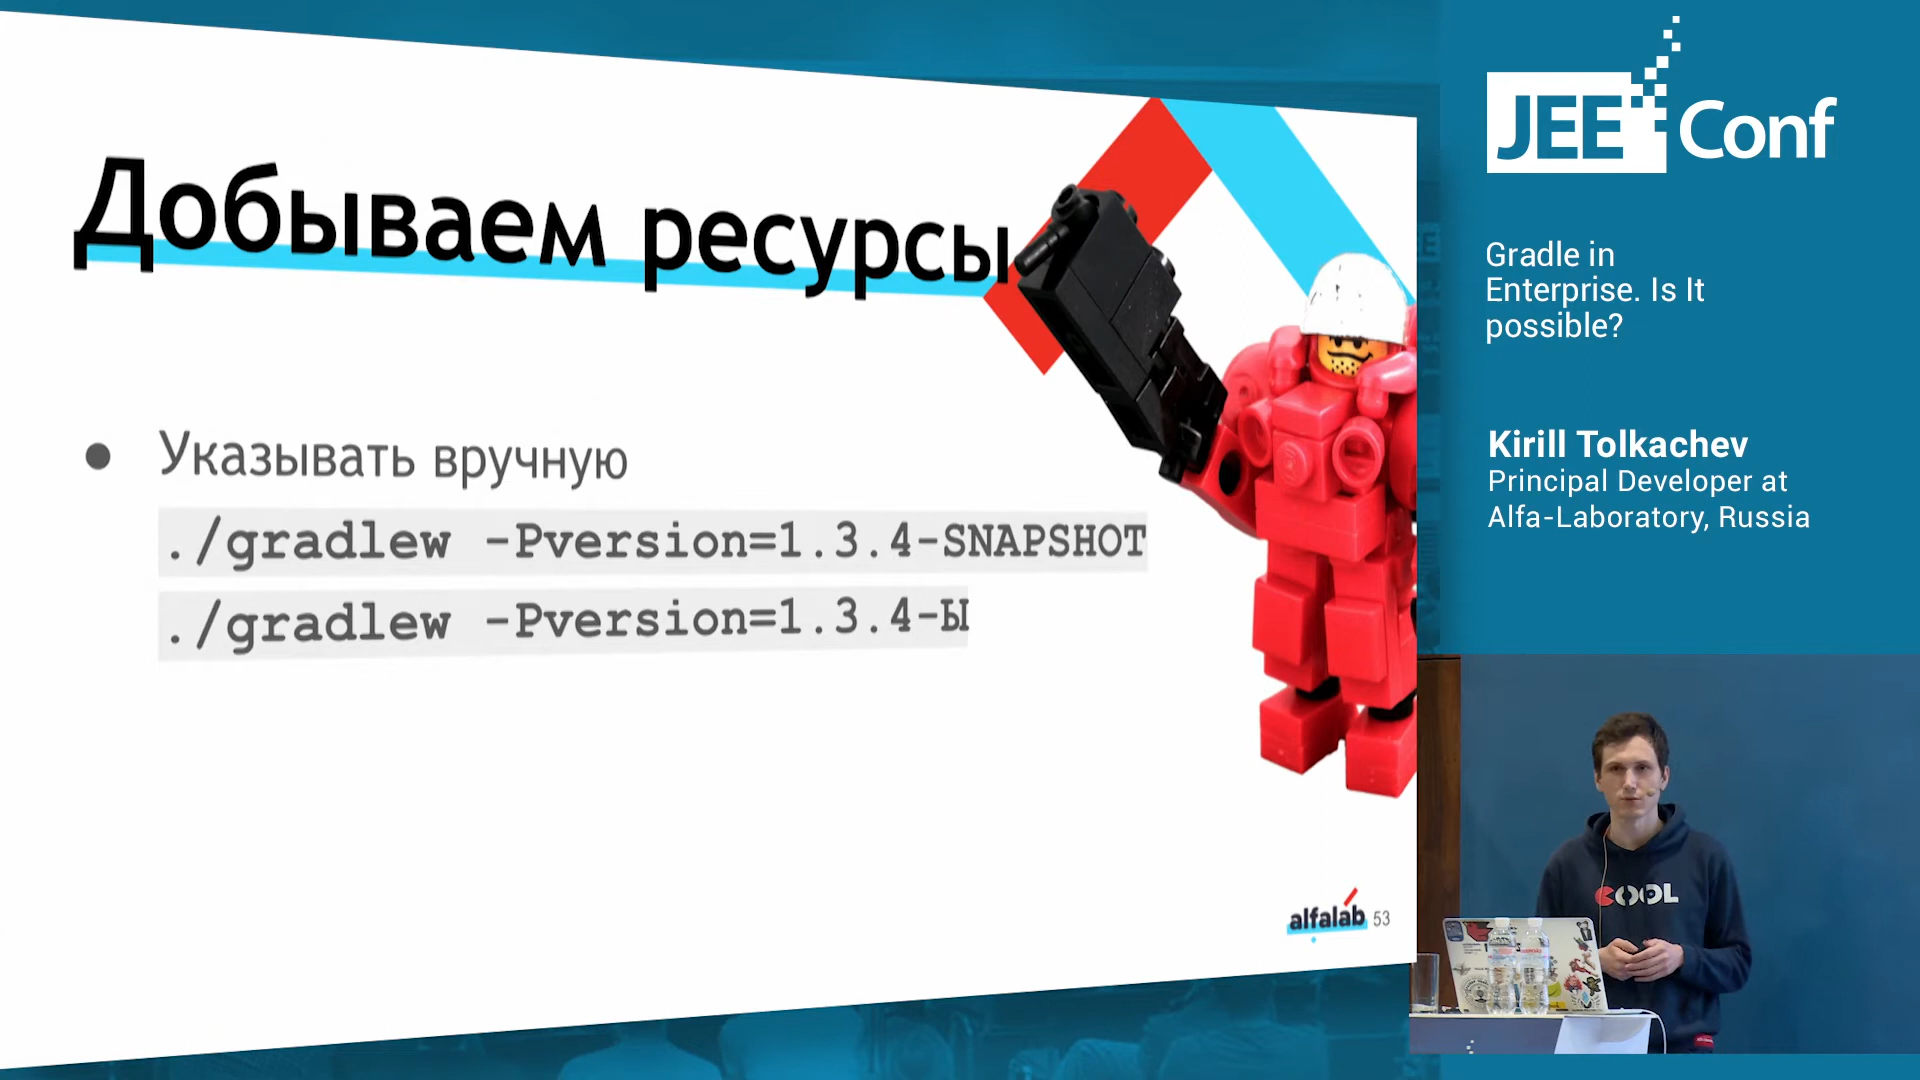 Добываем ресурсы
● Указывать вручную
./gradlew -Pversion=1.3.4-SNAPSHOT
./gradlew -Pversion=1.3.4-Ы
alfalab 53
JEE Conf
Gradle in
Enterprise. Is It
possible?
Kirill Tolkachev
Principal Developer at
Alfa-Laboratory, Russia
COOL